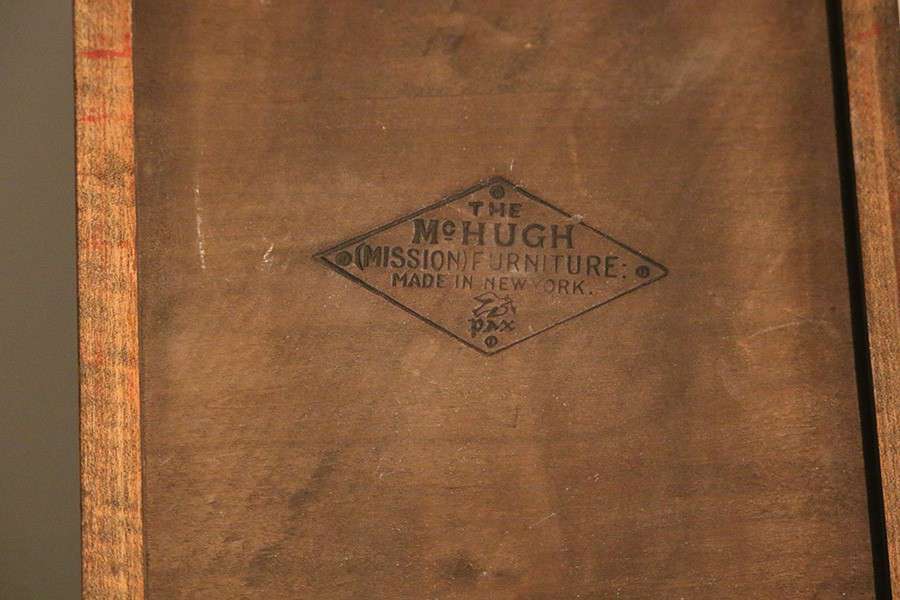 THE
McHUGH
(MISSION) FURNITURE:
MADE IN NEW YORK.
pax